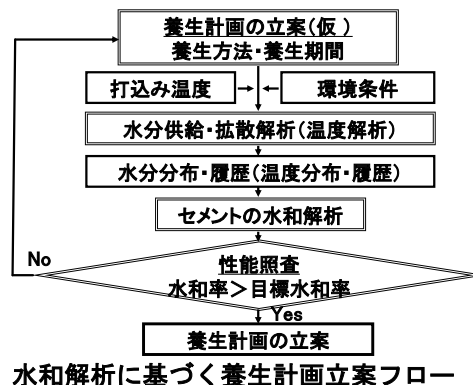 養生計画の立案(仮 )
養生方法・養生期間
打込み温度
環境条件
水分供給・拡散解析(温度解析)
水分分布・履歴(温度分布・履歴)
セメントの水和解析
No
性能照査
水和率>目標水和率
Yes
養生計画の立案
水和解析に基づく養生計画立案フロー